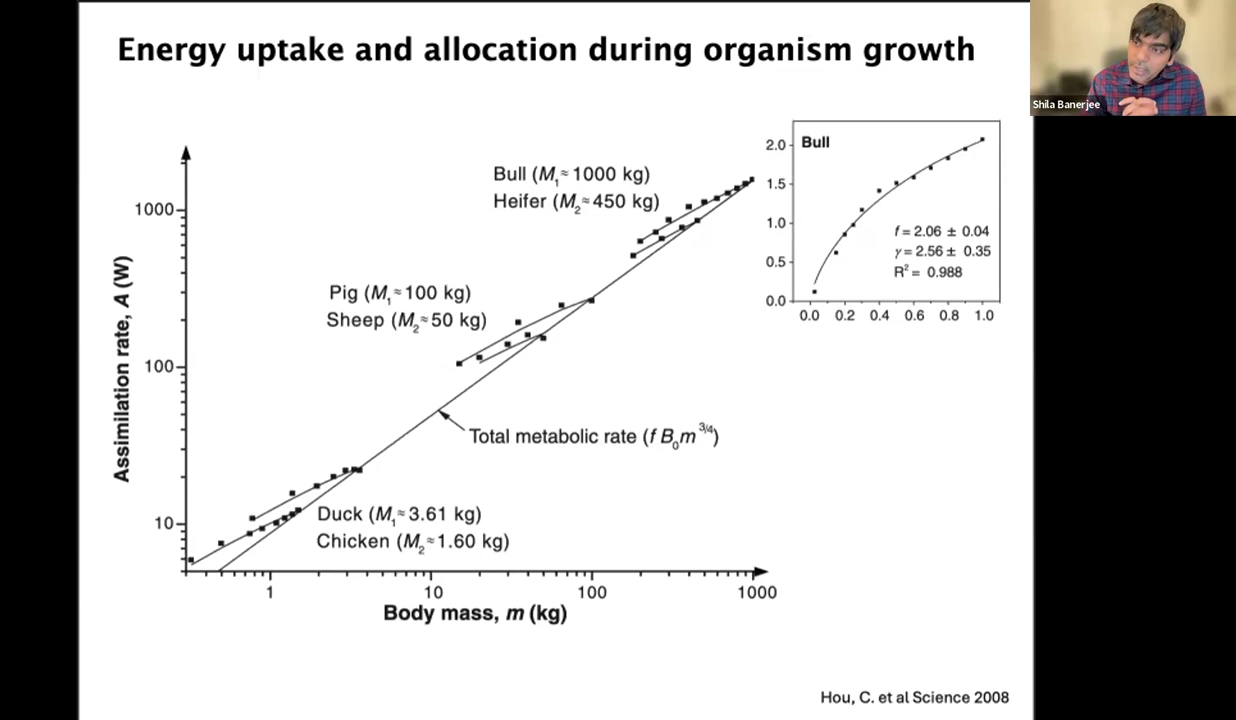 Energy uptake and allocation during organism growth
Shila Banerjee
Assimilation rate, A (W)
1000
100
10
Bull (M₁≈1000 kg)
Heifer (M₂≈450 kg)
Pig (M₁≈100 kg)
Sheep (M₂≈50 kg)
Total metabolic rate (f B₀m^3/4)
Duck (M₁≈3.61 kg)
Chicken (M₂≈1.60 kg)
1 10 100 1000
Body mass, m (kg)
Bull
2.0
1.5
1.0
0.5
0.0
f = 2.06 ± 0.04
γ = 2.56 ± 0.35
R² = 0.988
0.0 0.2 0.4 0.6 0.8 1.0
Hou, C. et al Science 2008